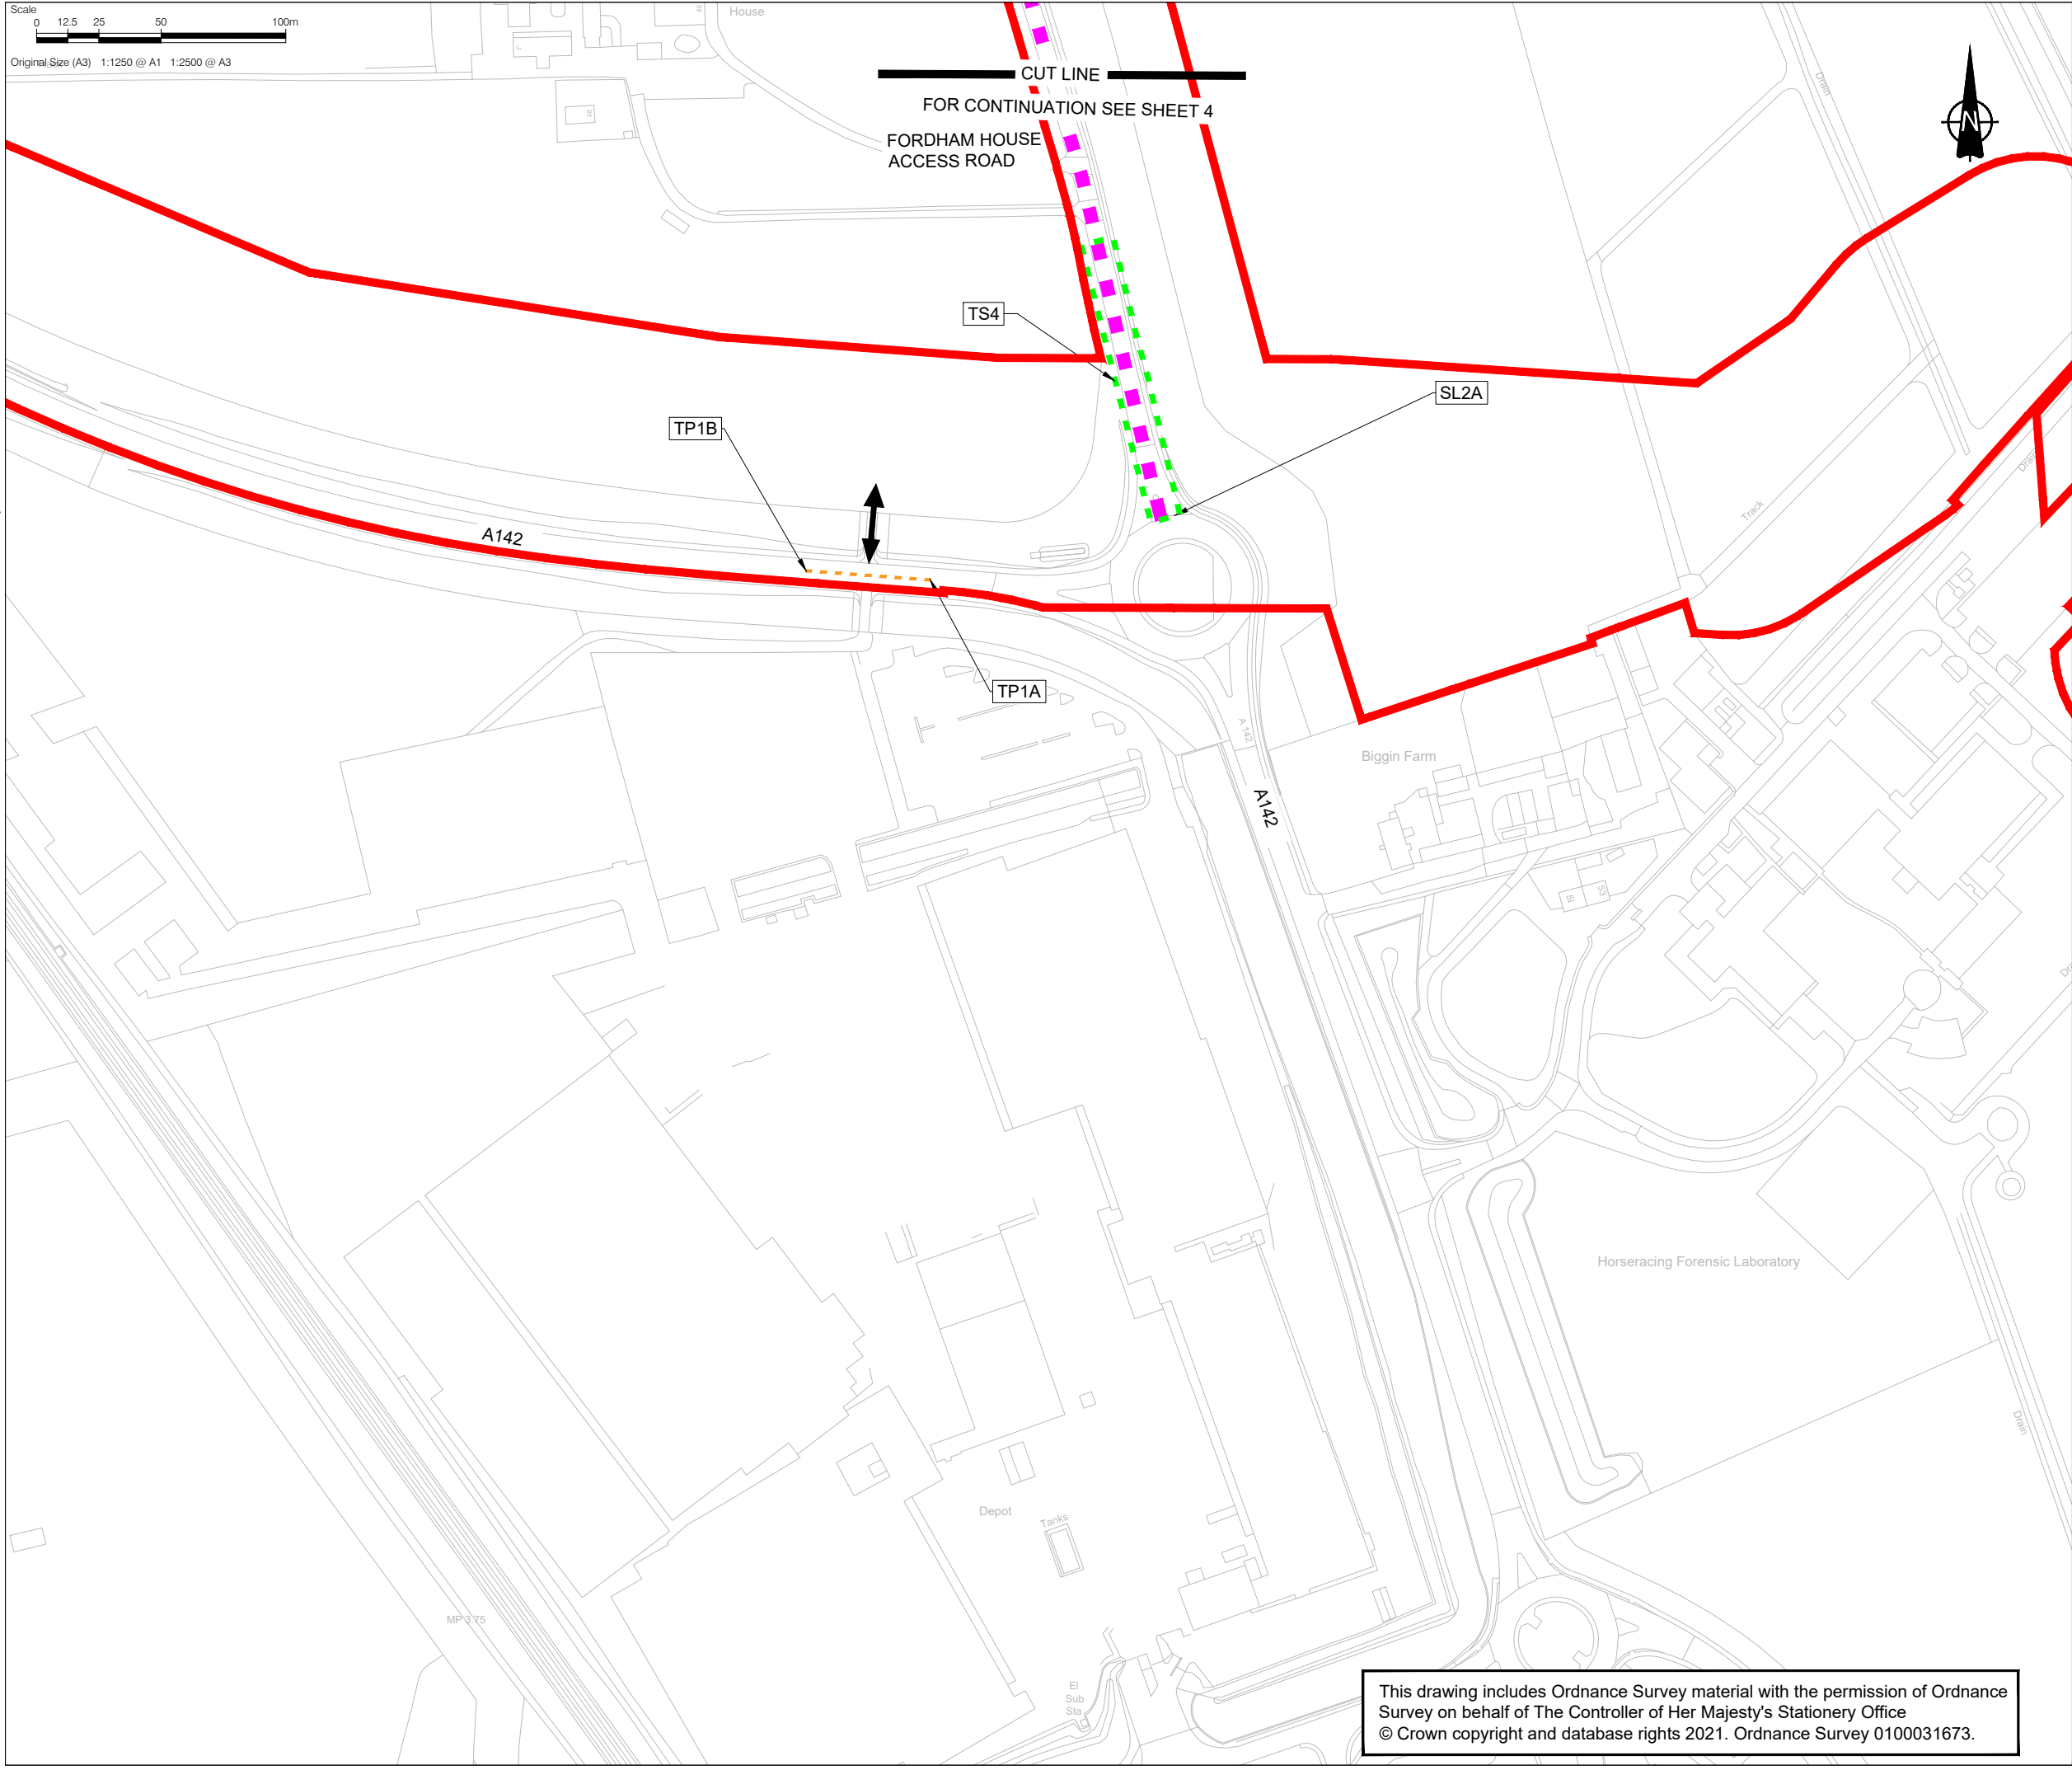 Scale
0 12.5 25 50 100m
Original Size (A3) 1:1250 @ A1 1:2500 @ A3
House
46
CUT LINE
FOR CONTINUATION SEE SHEET 4
FORDHAM HOUSE
ACCESS ROAD
Drain
N
TS4
SL2A
TP1B
A142
Track
TP1A
A 142
Biggin Farm
A142
51
53
Horseracing Forensic Laboratory
Drain
Depot
Tanks
MP 3.75
El
Sub
Sta
This drawing includes Ordnance Survey material with the permission of Ordnance
Survey on behalf of The Controller of Her Majesty's Stationery Office
© Crown copyright and database rights 2021. Ordnance Survey 0100031673.